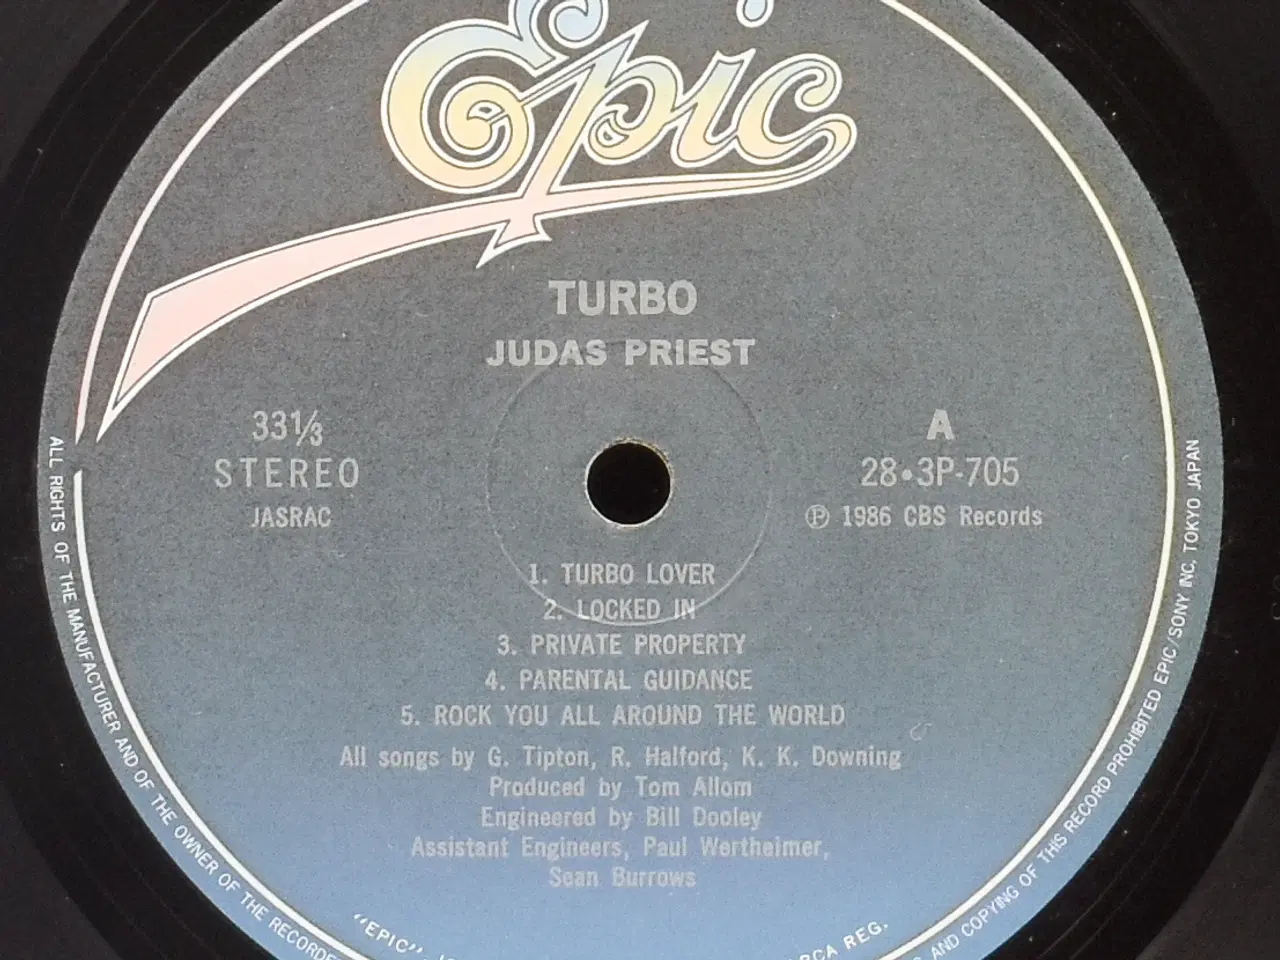 Epic
TURBO
JUDAS PRIEST
33⅓
STEREO
JASRAC
A
28•3P-705
Ⓟ 1986 CBS Records
1. TURBO LOVER
2. LOCKED IN
3. PRIVATE PROPERTY
4. PARENTAL GUIDANCE
5. ROCK YOU ALL AROUND THE WORLD
All songs by G. Tipton, R. Halford, K. K. Downing
Produced by Tom Allom
Engineered by Bill Dooley
Assistant Engineers, Paul Wertheimer,
Sean Burrows
ALL RIGHTS OF THE MANUFACTURER AND OF THE OWNER OF THE RECORDED
AND COPYING OF THIS RECORD PROHIBITED EPIC/SONY INC. TOKYO JAPAN
"EPIC",
REG.